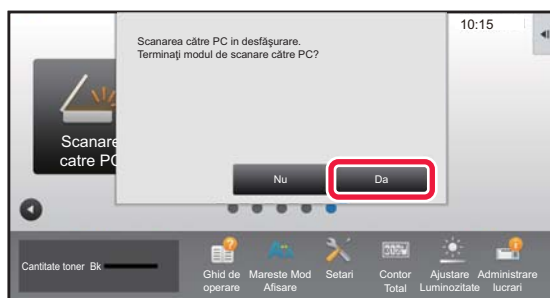 10:15
Scanarea către PC in desfăşurare.
Terminaţi modul de scanare către PC?
Scanare
catre PC
Nu
Da
Cantitate toner Bk
Ghid de
operare
Mareste Mod
Afisare
Setari
Contor
Total
Ajustare
Luminozitate
Administrare
lucrari